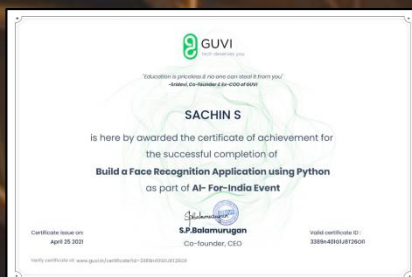 GUVI
tech dominate you
"Education is priceless & no one can steal it from you"
-Sridevi, Co-founder & Ex-COO of GUVI
SACHIN S
is here by awarded the certificate of achievement for
the successful completion of
Build a Face Recognition Application using Python
as part of AI- For-India Event
S.P.Balamurugan
Co-founder, CEO
Certificate issue on:
April 25 2021
Valid certificate ID :